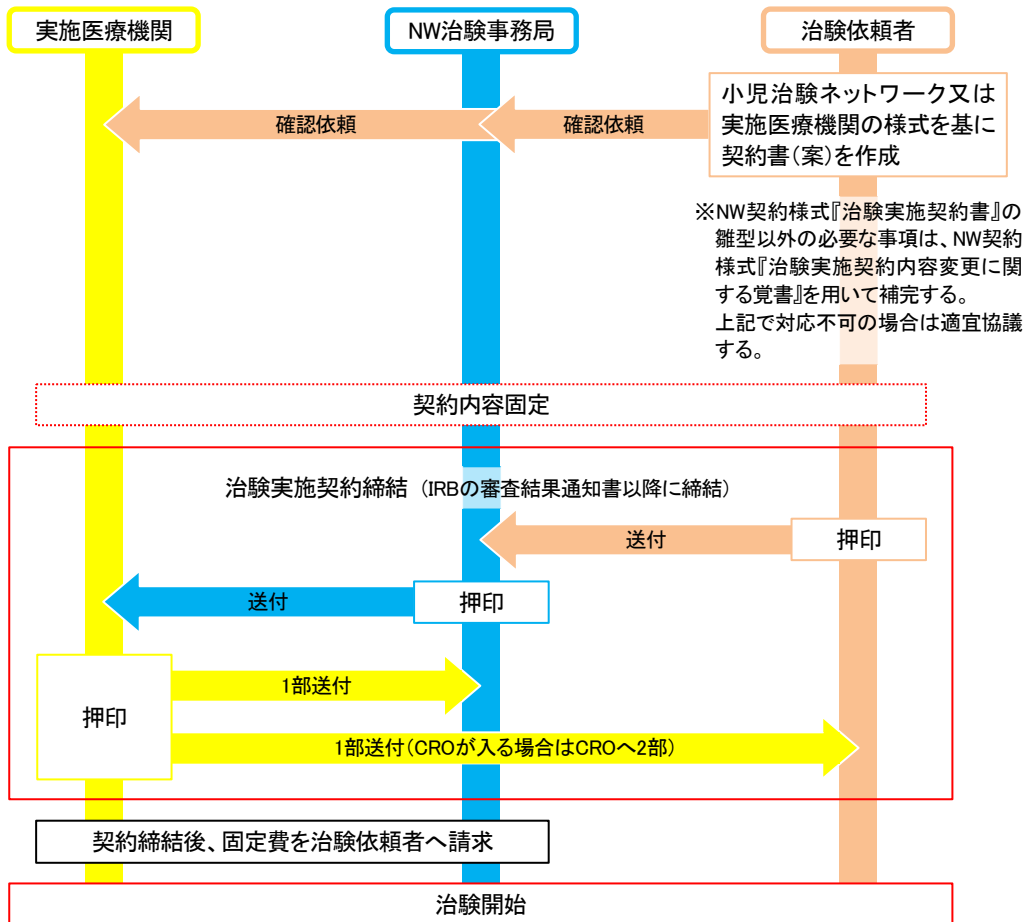 実施医療機関
NW治験事務局
治験依頼者
小児治験ネットワーク又は
実施医療機関の様式を基に
契約書(案)を作成
確認依頼
確認依頼
※NW契約様式『治験実施契約書』の
雛型以外の必要な事項は、NW契約
様式『治験実施契約内容変更に関
する覚書』を用いて補完する。
上記で対応不可の場合は適宜協議
する。
契約内容固定
治験実施契約締結 (IRBの審査結果通知書以降に締結)
送付
押印
送付
押印
押印
1部送付
1部送付(CROが入る場合はCROへ2部)
契約締結後、固定費を治験依頼者へ請求
治験開始